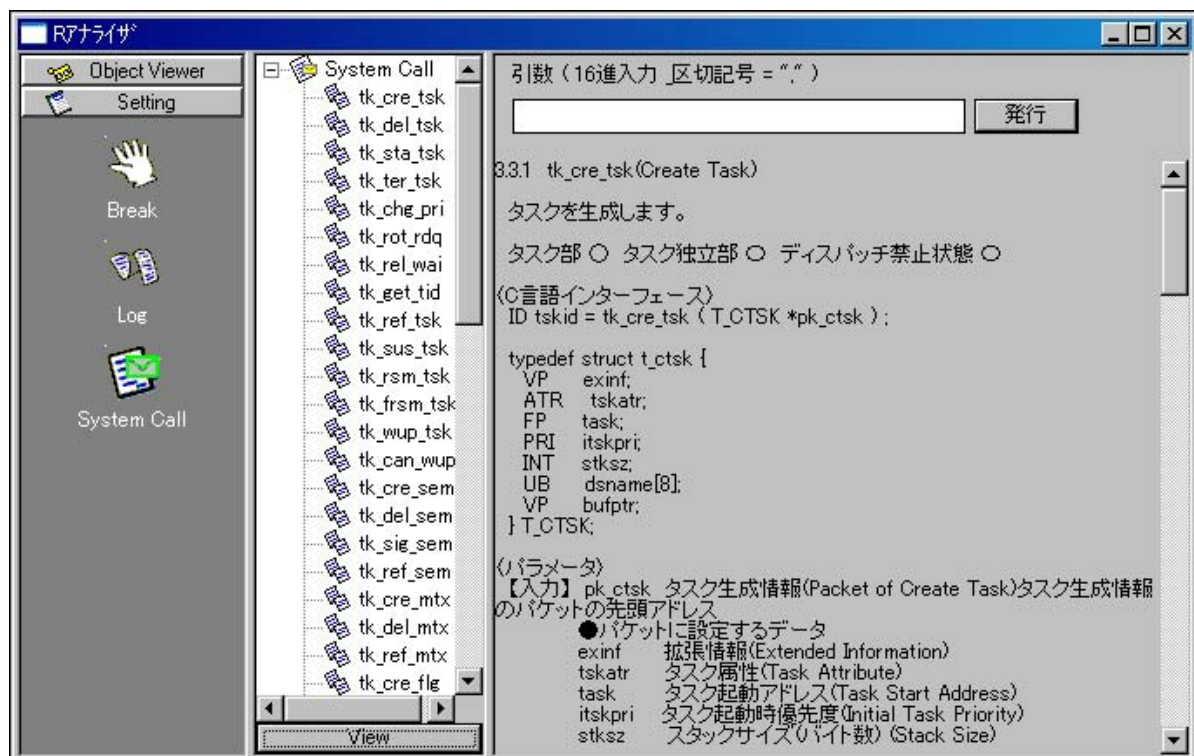 Rアナライザ
Object Viewer
Setting
Break
Log
System Call
System Call
tk_cre_tsk
tk_del_tsk
tk_sta_tsk
tk_ter_tsk
tk_chg_pri
tk_rot_rdq
tk_rel_wai
tk_get_tid
tk_ref_tsk
tk_sus_tsk
tk_rsm_tsk
tk_frsm_tsk
tk_wup_tsk
tk_can_wup
tk_cre_sem
tk_del_sem
tk_sig_sem
tk_ref_sem
tk_cre_mtx
tk_del_mtx
tk_ref_mtx
tk_cre_flg
View
引数（16進入力 _区切記号 = “,” ）
発行
3.3.1 tk_cre_tsk(Create Task)
タスクを生成します。
タスク部 ○ タスク独立部 ○ ディスパッチ禁止状態 ○
(C言語インターフェース)
ID tskid = tk_cre_tsk ( T_CTSK *pk_ctsk ) ;
typedef struct t_ctsk {
VP exinf;
ATR tskatr;
FP task;
PRI itskpri;
INT stksz;
UB dsname[8];
VP bufptr;
} T_CTSK;
(パラメータ)
【入力】 pk_ctsk タスク生成情報(Packet of Create Task)タスク生成情報
のパケットの先頭アドレス
●パケットに設定するデータ
exinf 拡張情報(Extended Information)
tskatr タスク属性(Task Attribute)
task タスク起動アドレス(Task Start Address)
itskpri タスク起動時優先度(Initial Task Priority)
stksz スタックサイズ(バイト数) (Stack Size)